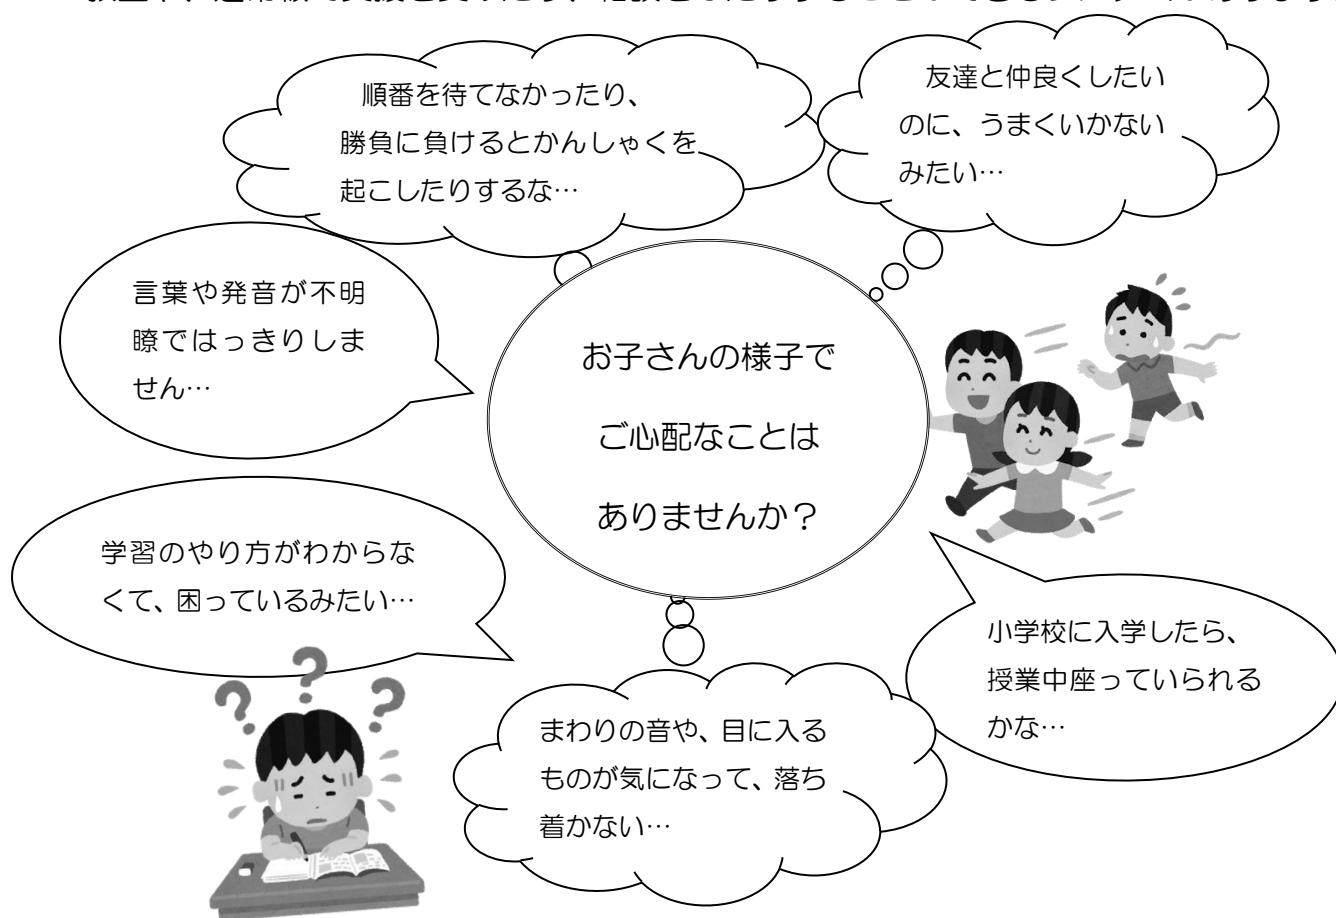 順番を待てなかったり、
勝負に負けるとかんしゃくを
起こしたりするな…
友達と仲良くしたい
のに、うまくいかない
みたい…
言葉や発音が不明
瞭ではっきりしま
せん…
お子さんの様子で
ご心配なことは
ありませんか？
学習のやり方がわからな
くて、困っているみたい…
小学校に入学したら、
授業中座っていられる
かな…
まわりの音や、目に入る
ものが気になって、落ち
着かない…
？
？
？